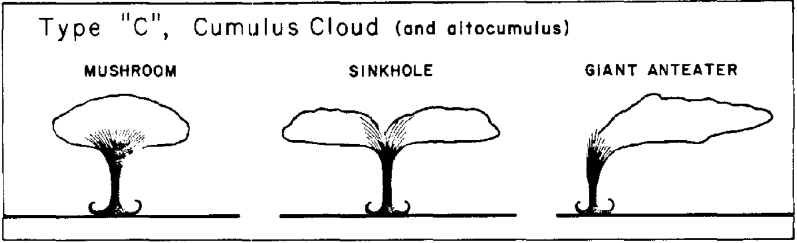 Type "C", Cumulus Cloud (and altocumulus)
MUSHROOM SINKHOLE GIANT ANTEATER